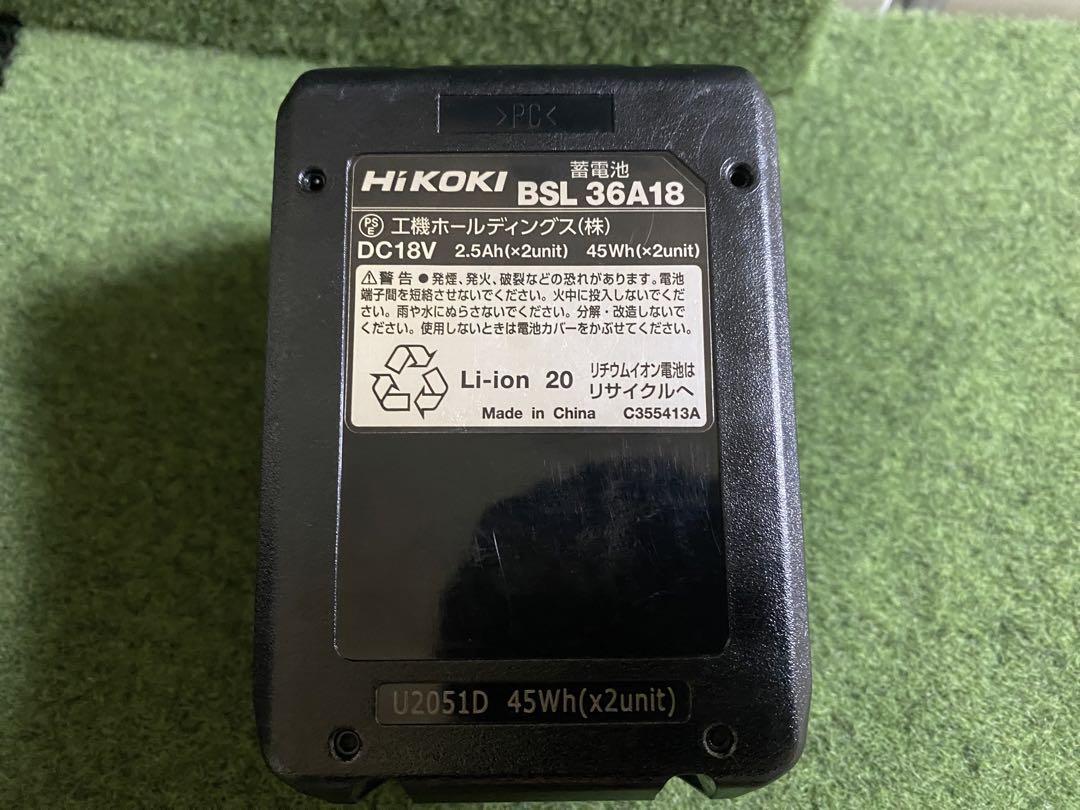 >PC<
HiKOKI
蓄電池
BSL 36A18
PSE 工機ホールディングス(株)
DC18V 2.5Ah(×2unit) 45Wh(×2unit)
⚠警告 ●発煙、発火、破裂などの恐れがあります。電池
端子間を短絡させないでください。火中に投入しないでくだ
さい。雨や水にぬらさないでください。分解・改造しないで
ください。使用しないときは電池カバーをかぶせてください。
Li-ion 20
リチウムイオン電池は
リサイクルへ
Made in China C355413A
U2051D 45Wh(x2unit)